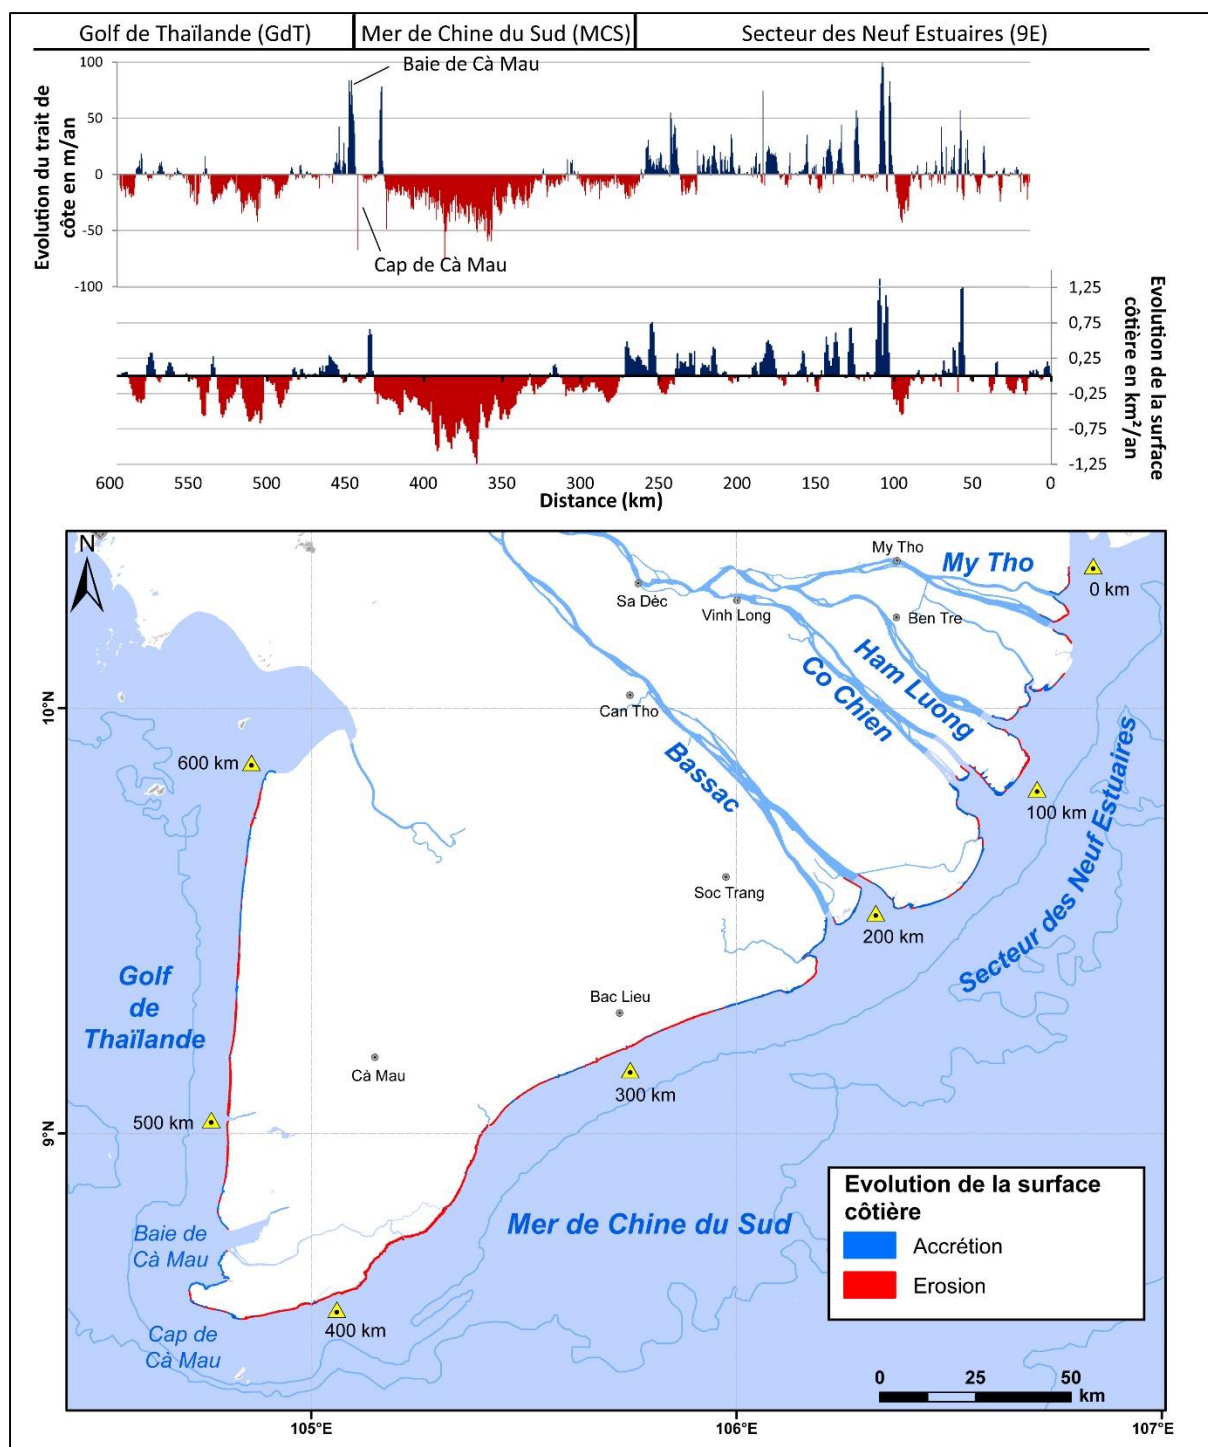 Golf de Thaïlande (GdT) Mer de Chine du Sud (MCS) Secteur des Neuf Estuaires (9E)
Evolution du trait de
côte en m/an
100
50
0
-50
-100
Baie de Cà Mau
Cap de Cà Mau
1,25
0,75
0,25
-0,25
-0,75
-1,25
Evolution de la surface
côtière en km²/an
600 550 500 450 400 350 300 250 200 150 100 50 0
Distance (km)
N
My Tho
My Tho
0 km
Sa Dèc
Vinh Long
Ben Tre
Ham Luong
Co Chien
10°N
Can Tho
Bassac
600 km
100 km
Secteur des Neuf Estuaires
Soc Trang
200 km
Golf
de
Thaïlande
Bac Lieu
Cà Mau
300 km
500 km
9°N
Mer de Chine du Sud
Baie de
Cà Mau
Cap de
Cà Mau
400 km
Evolution de la surface
côtière
Accrétion
Erosion
0 25 50
km
105°E 106°E 107°E